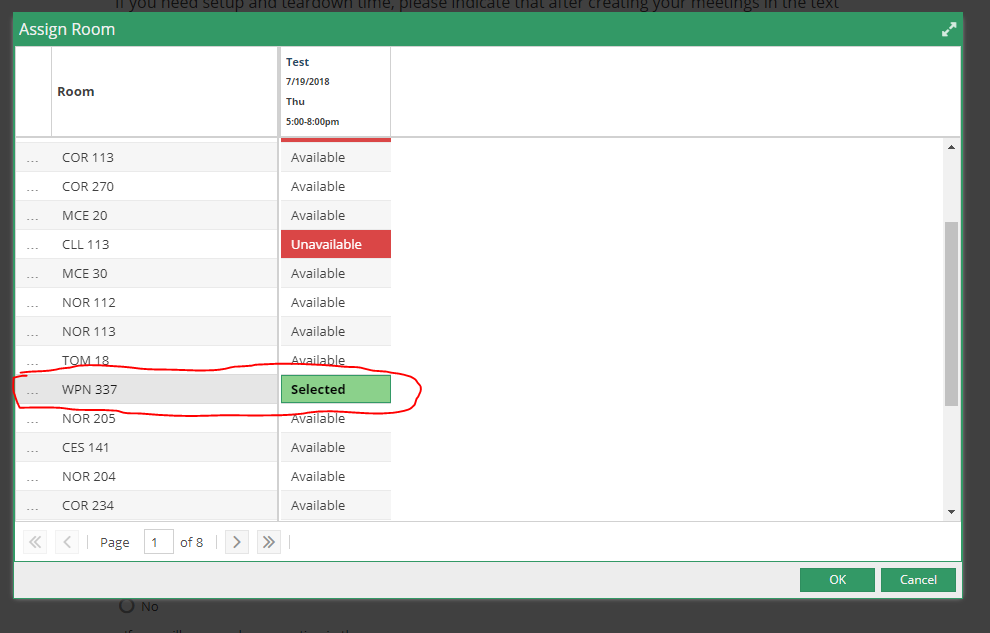 If you need setup and teardown time, please indicate that after creating your meetings in the text
Assign Room
Room
Test
7/19/2018
Thu
5:00-8:00pm
... COR 113 Available
... COR 270 Available
... MCE 20 Available
... CLL 113 Unavailable
... MCE 30 Available
... NOR 112 Available
... NOR 113 Available
... TOM 18 Available
... WPN 337 Selected
... NOR 205 Available
... CES 141 Available
... NOR 204 Available
... COR 234 Available
Page 1 of 8
OK Cancel
No